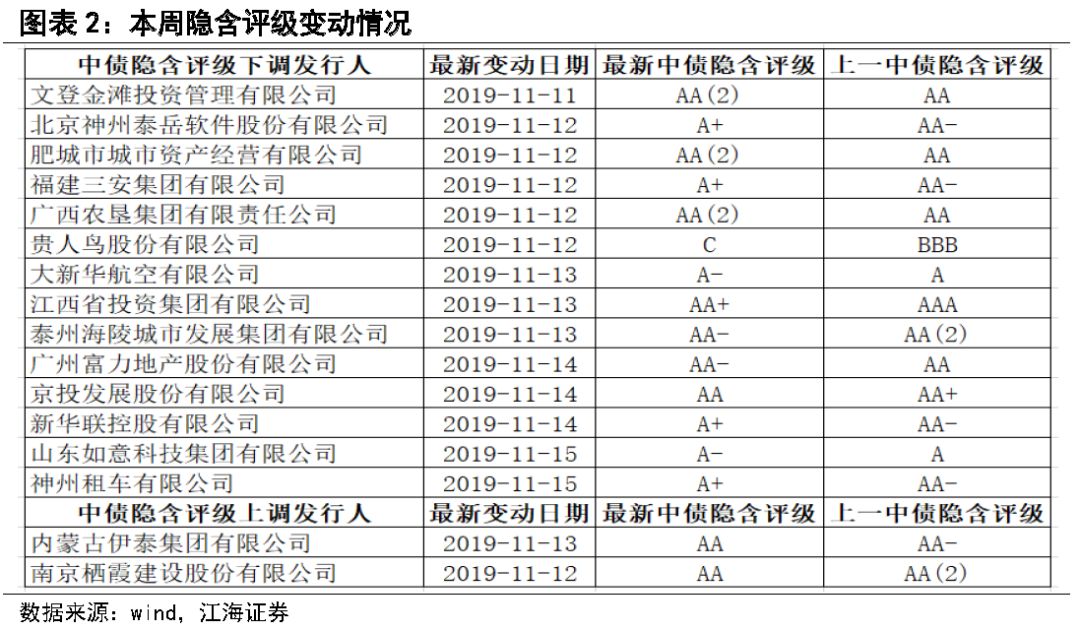 图表2：本周隐含评级变动情况
中债隐含评级下调发行人 最新变动日期 最新中债隐含评级 上一中债隐含评级
文登金滩投资管理有限公司 2019-11-11 AA(2) AA
北京神州泰岳软件股份有限公司 2019-11-12 A+ AA-
肥城市城市资产经营有限公司 2019-11-12 AA(2) AA
福建三安集团有限公司 2019-11-12 A+ AA-
广西农垦集团有限责任公司 2019-11-12 AA(2) AA
贵人鸟股份有限公司 2019-11-12 C BBB
大新华航空有限公司 2019-11-13 A- A
江西省投资集团有限公司 2019-11-13 AA+ AAA
泰州海陵城市发展集团有限公司 2019-11-13 AA- AA(2)
广州富力地产股份有限公司 2019-11-14 AA- AA
京投发展股份有限公司 2019-11-14 AA AA+
新华联控股有限公司 2019-11-14 A+ AA-
山东如意科技集团有限公司 2019-11-15 A- A
神州租车有限公司 2019-11-15 A+ AA-
中债隐含评级上调发行人 最新变动日期 最新中债隐含评级 上一中债隐含评级
内蒙古伊泰集团有限公司 2019-11-13 AA AA-
南京栖霞建设股份有限公司 2019-11-12 AA AA(2)
数据来源：wind，江海证券